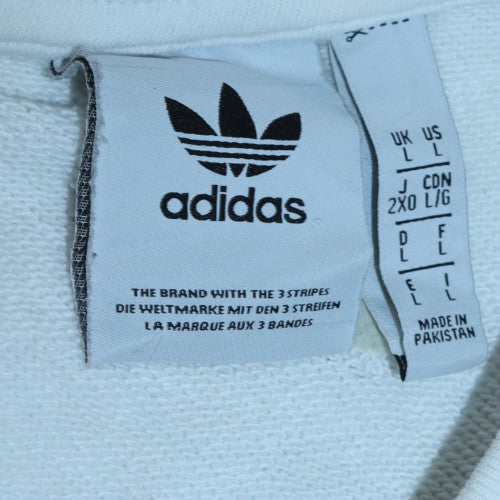 adidas
THE BRAND WITH THE 3 STRIPES
DIE WELTMARKE MIT DEN 3 STREIFEN
LA MARQUE AUX 3 BANDES
UK US
L L
J CDN
2XO L/G
D F
L L
E I
L L
MADE IN
PAKISTAN